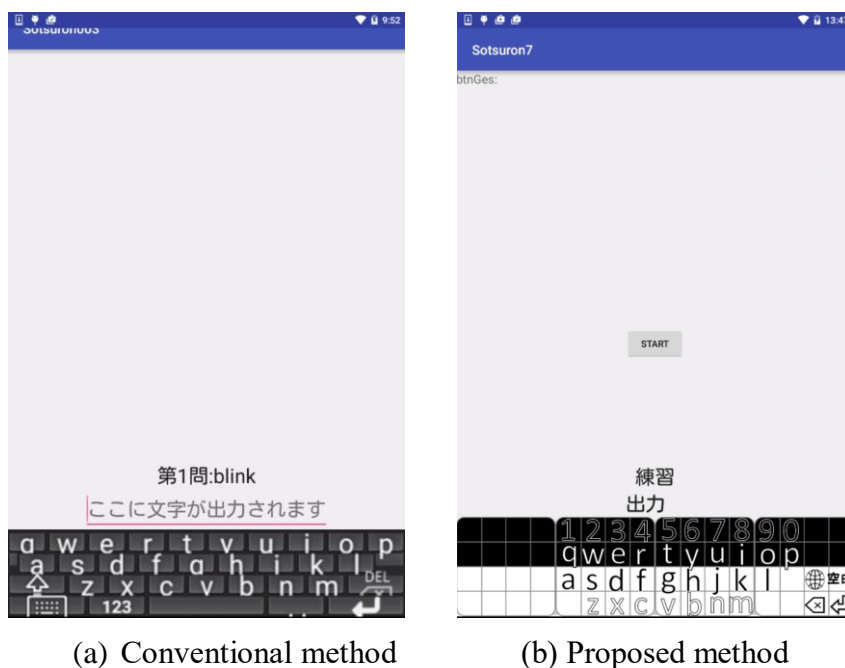 9:52
Sotsuron003
第1問:blink
ここに文字が出力されます
q w e r t y u i o p
a s d f g h j k l
z x c v b n m DEL
123
(a) Conventional method
13:47
Sotsuron7
btnGes:
START
練習
出力
1 2 3 4 5 6 7 8 9 0
q w e r t y u i o p
a s d f g h j k l 空白
z x c v b n m
(b) Proposed method